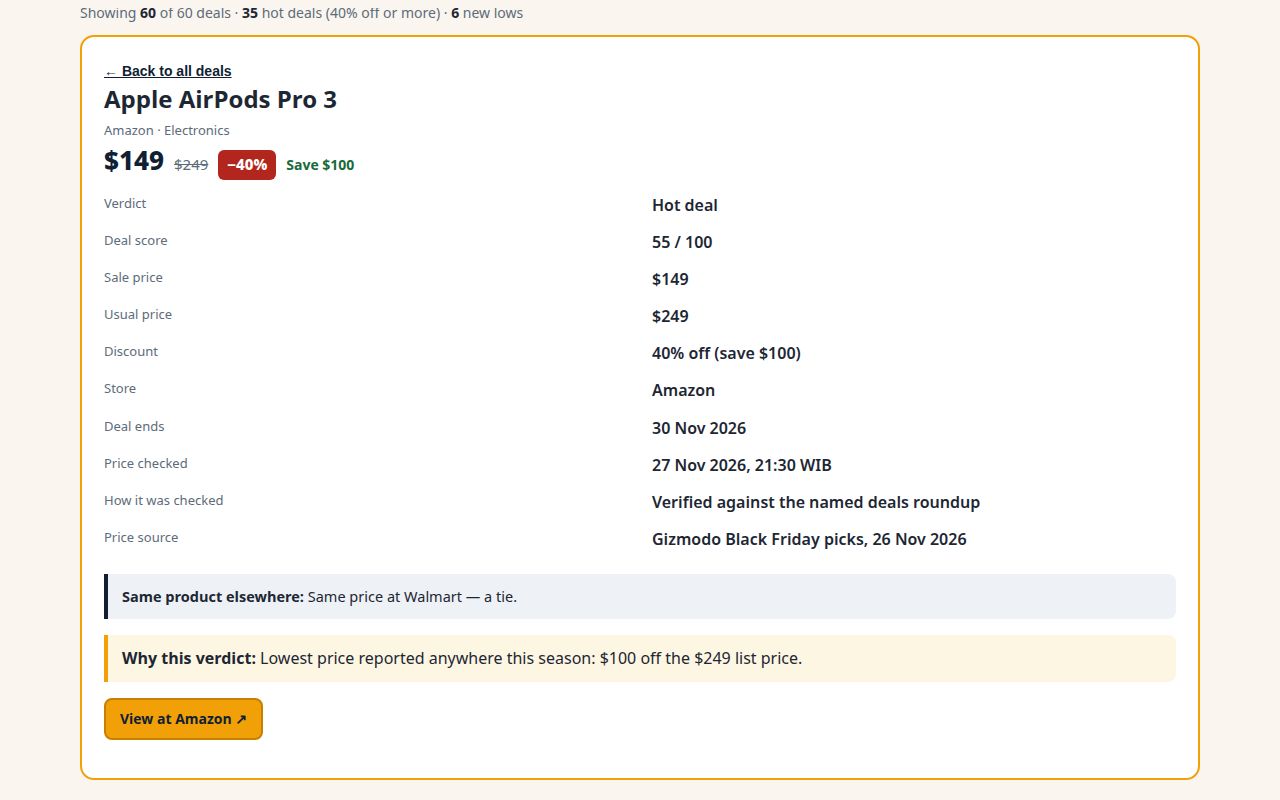 Showing 60 of 60 deals · 35 hot deals (40% off or more) · 6 new lows
← Back to all deals
Apple AirPods Pro 3
Amazon · Electronics
$149 $249 −40% Save $100
Verdict Hot deal
Deal score 55 / 100
Sale price $149
Usual price $249
Discount 40% off (save $100)
Store Amazon
Deal ends 30 Nov 2026
Price checked 27 Nov 2026, 21:30 WIB
How it was checked Verified against the named deals roundup
Price source Gizmodo Black Friday picks, 26 Nov 2026
Same product elsewhere: Same price at Walmart — a tie.
Why this verdict: Lowest price reported anywhere this season: $100 off the $249 list price.
View at Amazon ↗